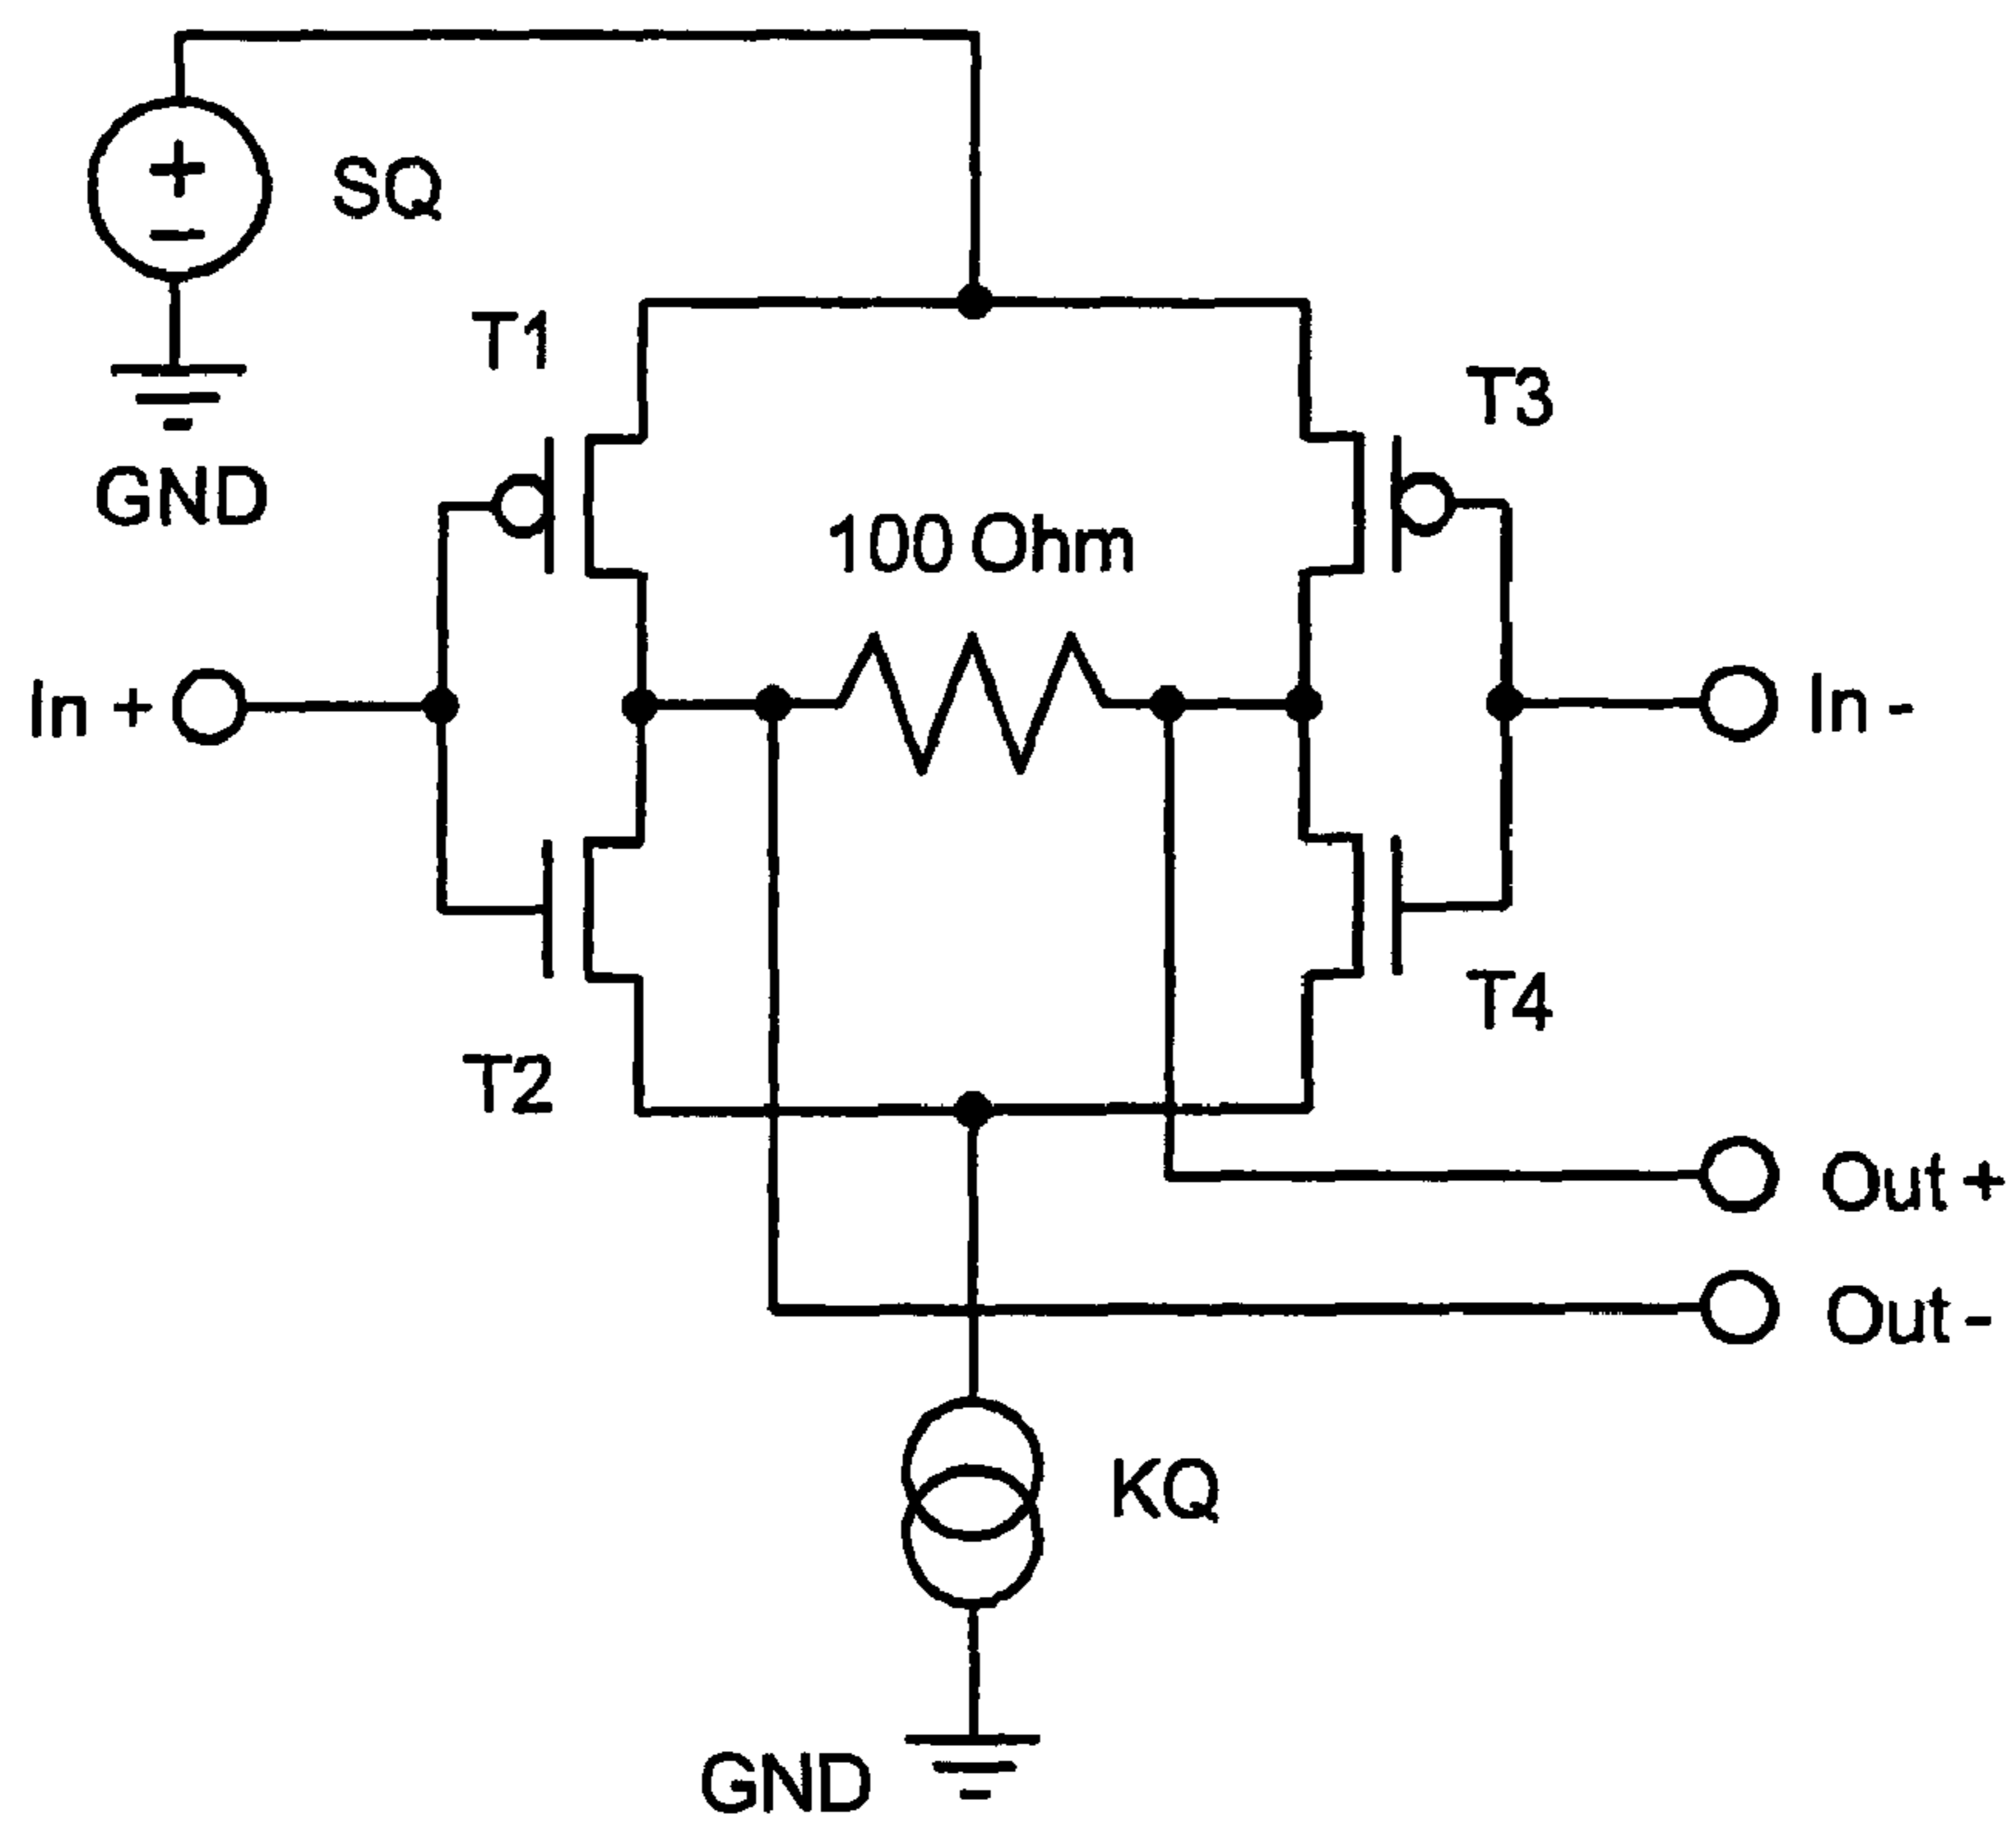 SQ
T1
T3
GND
100 Ohm
In +
In -
T4
T2
Out +
Out -
KQ
GND